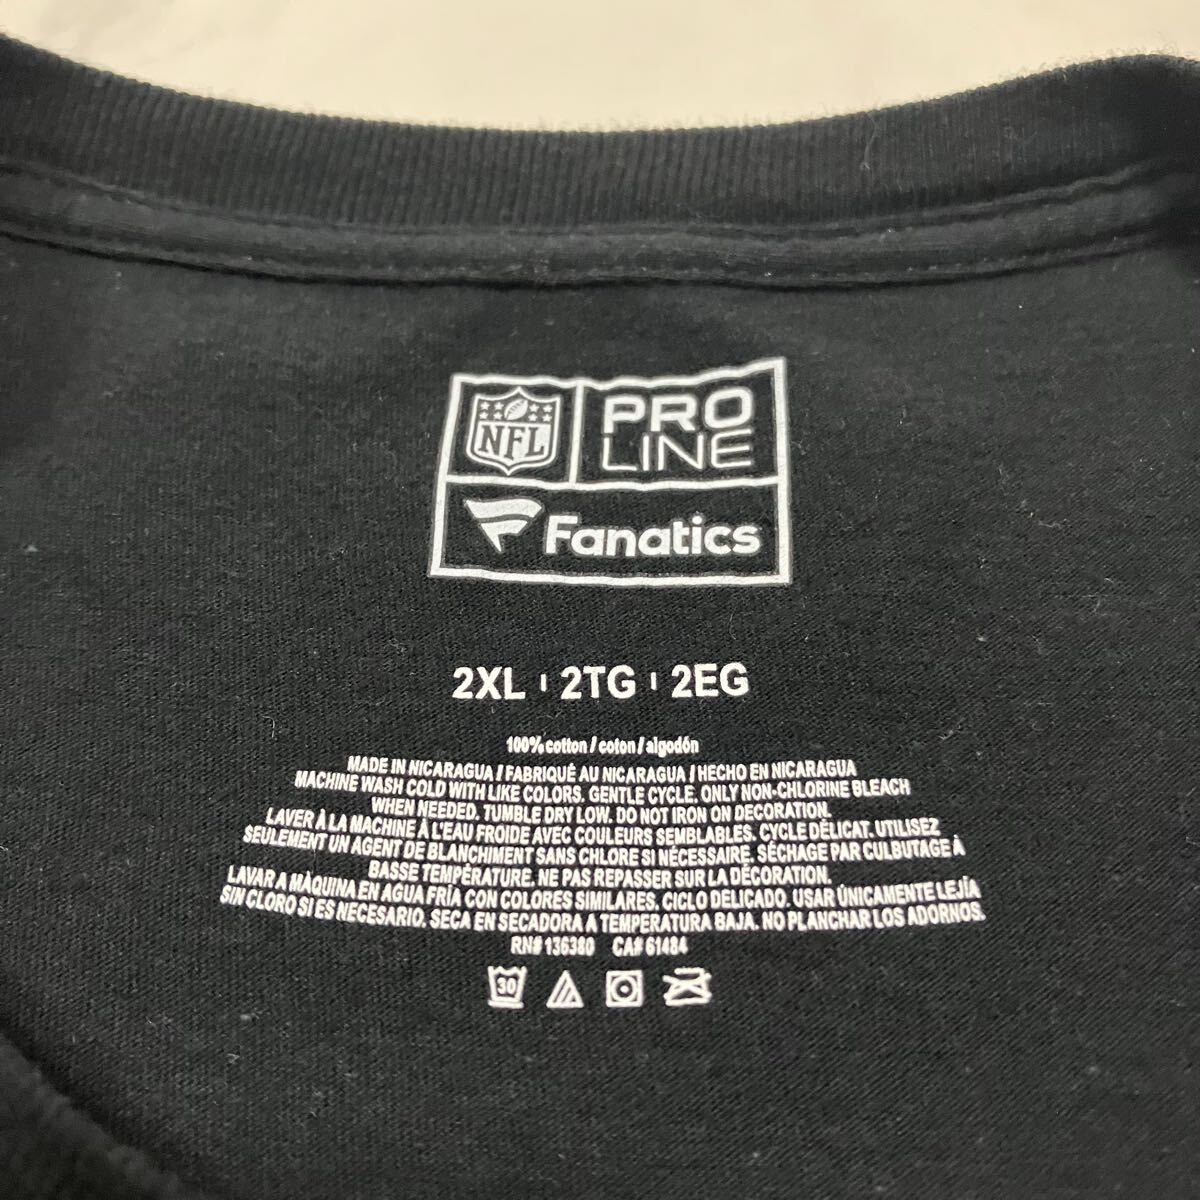 NFL
PRO
LINE
Fanatics
2XL | 2TG | 2EG
100% cotton / coton / algodón
MADE IN NICARAGUA / FABRIQUÉ AU NICARAGUA / HECHO EN NICARAGUA
MACHINE WASH COLD WITH LIKE COLORS. GENTLE CYCLE. ONLY NON-CHLORINE BLEACH
WHEN NEEDED. TUMBLE DRY LOW. DO NOT IRON ON DECORATION.
LAVER À LA MACHINE À L'EAU FROIDE AVEC COULEURS SEMBLABLES. CYCLE DÉLICAT. UTILISEZ
SEULEMENT UN AGENT DE BLANCHIMENT SANS CHLORE SI NÉCESSAIRE. SÉCHAGE PAR CULBUTAGE À
BASSE TEMPÉRATURE. NE PAS REPASSER SUR LA DÉCORATION.
LAVAR A MÀQUINA EN AGUA FRÍA CON COLORES SIMILARES. CICLO DELICADO. USAR ÚNICAMENTE LEJÍA
SIN CLORO SI ES NECESARIO. SECA EN SECADORA A TEMPERATURA BAJA. NO PLANCHAR LOS ADORNOS.
RN# 136380 CA# 61484
30